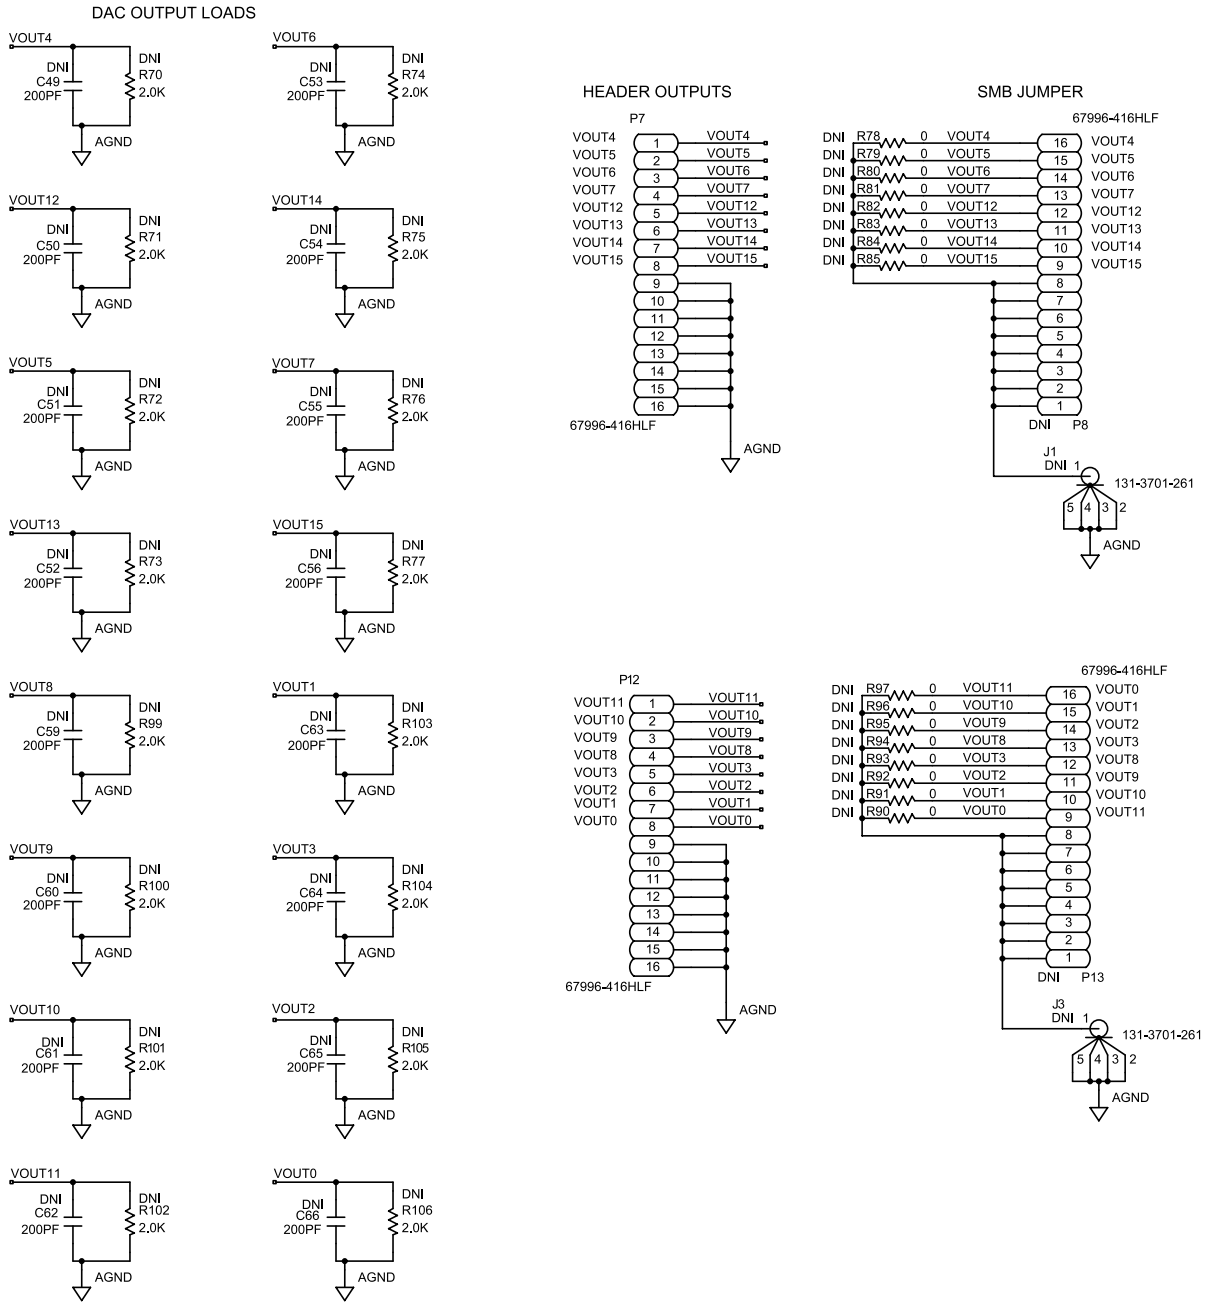 DAC OUTPUT LOADS
VOUT4
DNI
C49
200PF
DNI
R70
2.0K
AGND
VOUT6
DNI
C53
200PF
DNI
R74
2.0K
AGND
VOUT12
DNI
C50
200PF
DNI
R71
2.0K
AGND
VOUT14
DNI
C54
200PF
DNI
R75
2.0K
AGND
VOUT5
DNI
C51
200PF
DNI
R72
2.0K
AGND
VOUT7
DNI
C55
200PF
DNI
R76
2.0K
AGND
VOUT13
DNI
C52
200PF
DNI
R73
2.0K
AGND
VOUT15
DNI
C56
200PF
DNI
R77
2.0K
AGND
VOUT8
DNI
C59
200PF
DNI
R99
2.0K
AGND
VOUT1
DNI
C63
200PF
DNI
R103
2.0K
AGND
VOUT9
DNI
C60
200PF
DNI
R100
2.0K
AGND
VOUT3
DNI
C64
200PF
DNI
R104
2.0K
AGND
VOUT10
DNI
C61
200PF
DNI
R101
2.0K
AGND
VOUT2
DNI
C65
200PF
DNI
R105
2.0K
AGND
VOUT11
DNI
C62
200PF
DNI
R102
2.0K
AGND
VOUT0
DNI
C66
200PF
DNI
R106
2.0K
AGND
HEADER OUTPUTS
P7
VOUT4 1 VOUT4
VOUT5 2 VOUT5
VOUT6 3 VOUT6
VOUT7 4 VOUT7
VOUT12 5 VOUT12
VOUT13 6 VOUT13
VOUT14 7 VOUT14
VOUT15 8 VOUT15
9
10
11
12
13
14
15
16
67996-416HLF
AGND
SMB JUMPER
67996-416HLF
DNI R78 0 VOUT4 16 VOUT4
DNI R79 0 VOUT5 15 VOUT5
DNI R80 0 VOUT6 14 VOUT6
DNI R81 0 VOUT7 13 VOUT7
DNI R82 0 VOUT12 12 VOUT12
DNI R83 0 VOUT13 11 VOUT13
DNI R84 0 VOUT14 10 VOUT14
DNI R85 0 VOUT15 9 VOUT15
8
7
6
5
4
3
2
1
DNI P8
J1
DNI 1
131-3701-261
5 4 3 2
AGND
P12
VOUT11 1 VOUT11
VOUT10 2 VOUT10
VOUT9 3 VOUT9
VOUT8 4 VOUT8
VOUT3 5 VOUT3
VOUT2 6 VOUT2
VOUT1 7 VOUT1
VOUT0 8 VOUT0
9
10
11
12
13
14
15
16
67996-416HLF
AGND
67996-416HLF
DNI R97 0 VOUT11 16 VOUT0
DNI R96 0 VOUT10 15 VOUT1
DNI R95 0 VOUT9 14 VOUT2
DNI R94 0 VOUT8 13 VOUT3
DNI R93 0 VOUT3 12 VOUT8
DNI R92 0 VOUT2 11 VOUT9
DNI R91 0 VOUT1 10 VOUT10
DNI R90 0 VOUT0 9 VOUT11
8
7
6
5
4
3
2
1
DNI P13
J3
DNI 1
131-3701-261
5 4 3 2
AGND